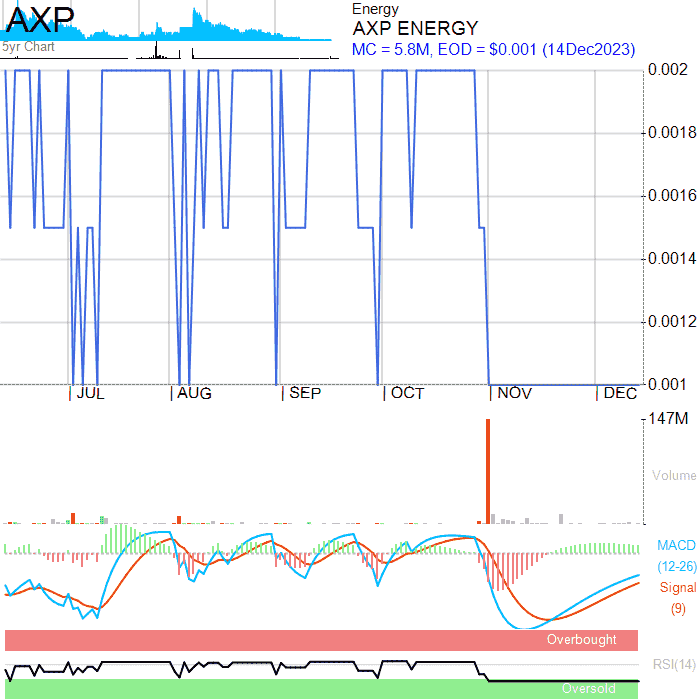 AXP
5yr Chart
Energy
AXP ENERGY
MC = 5.8M, EOD = $0.001 (14Dec2023)
0.002
0.0018
0.0016
0.0014
0.0012
0.001
JUL AUG SEP OCT NOV DEC
147M
Volume
MACD
(12-26)
Signal
(9)
Overbought
RSI(14)
Oversold